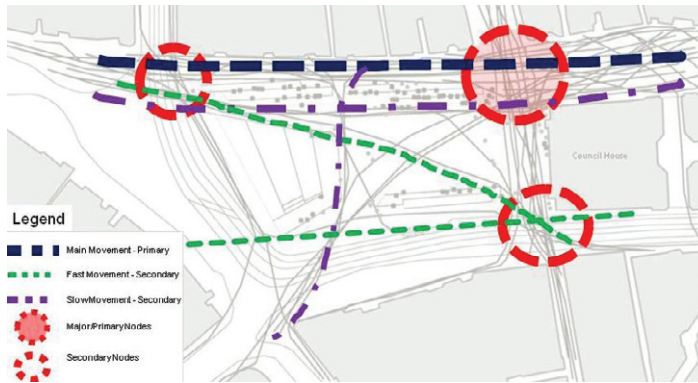 Council House
Legend
Main Movement - Primary
Fast Movement - Secondary
SlowMovement - Secondary
Major/PrimaryNodes
SecondaryNodes